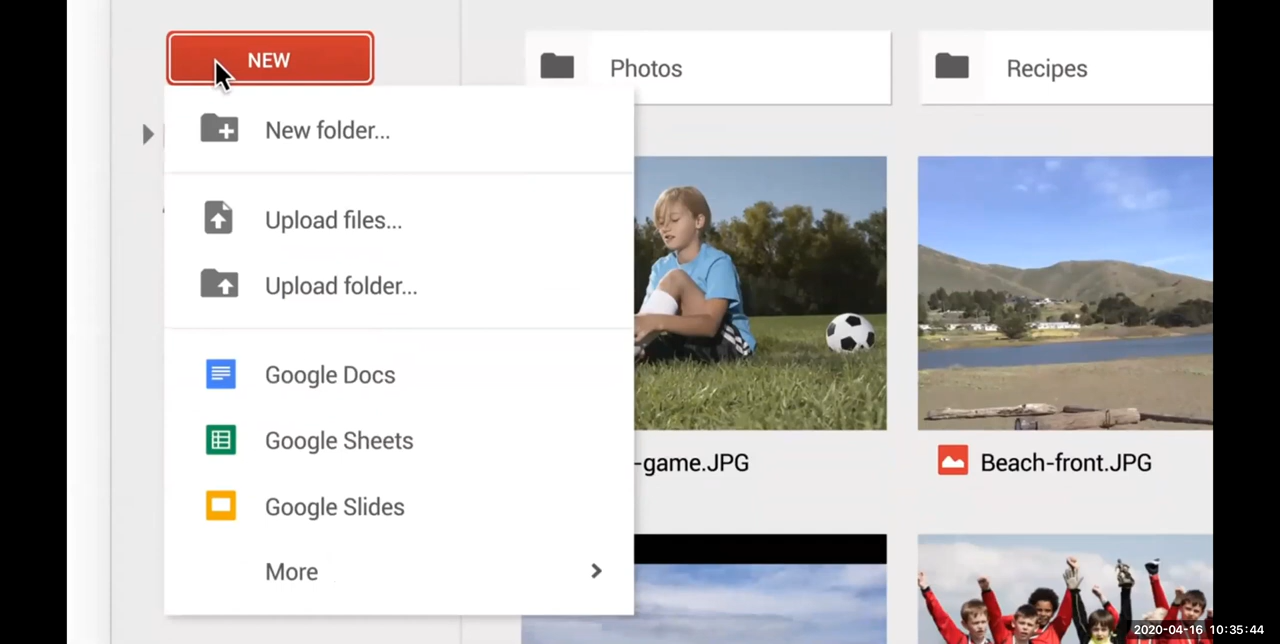 NEW
Photos
Recipes
New folder...
Upload files...
Upload folder...
Google Docs
Google Sheets
-game.JPG
Beach-front.JPG
Google Slides
More
2020-04-16 10:35:44